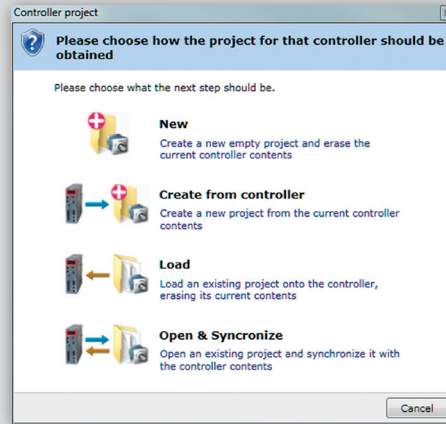 Controller project
Please choose how the project for that controller should be
obtained
Please choose what the next step should be.
New
Create a new empty project and erase the
current controller contents
Create from controller
Create a new project from the current controller
contents
Load
Load an existing project onto the controller,
erasing its current contents
Open & Syncronize
Open an existing project and synchronize it with
the controller contents
Cancel